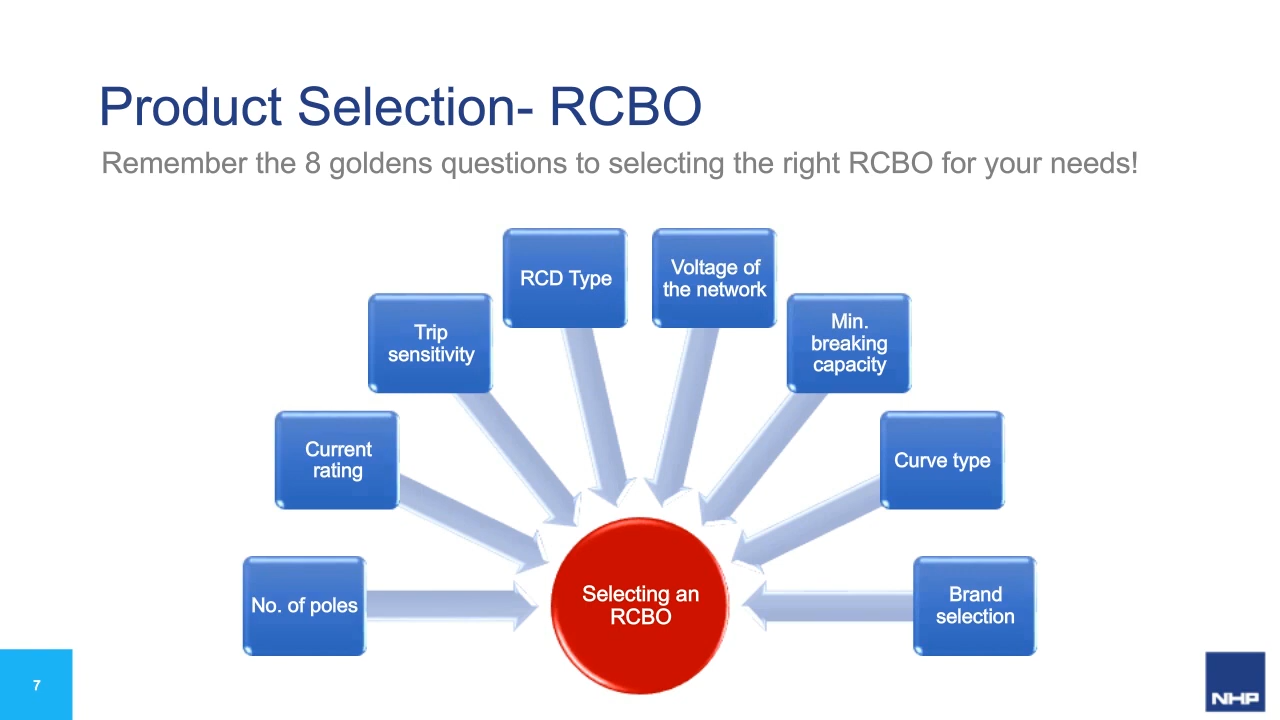 Product Selection- RCBO
Remember the 8 goldens questions to selecting the right RCBO for your needs!
RCD Type
Voltage of
the network
Trip
sensitivity
Min.
breaking
capacity
Current
rating
Curve type
No. of poles
Selecting an
RCBO
Brand
selection
7
NHP